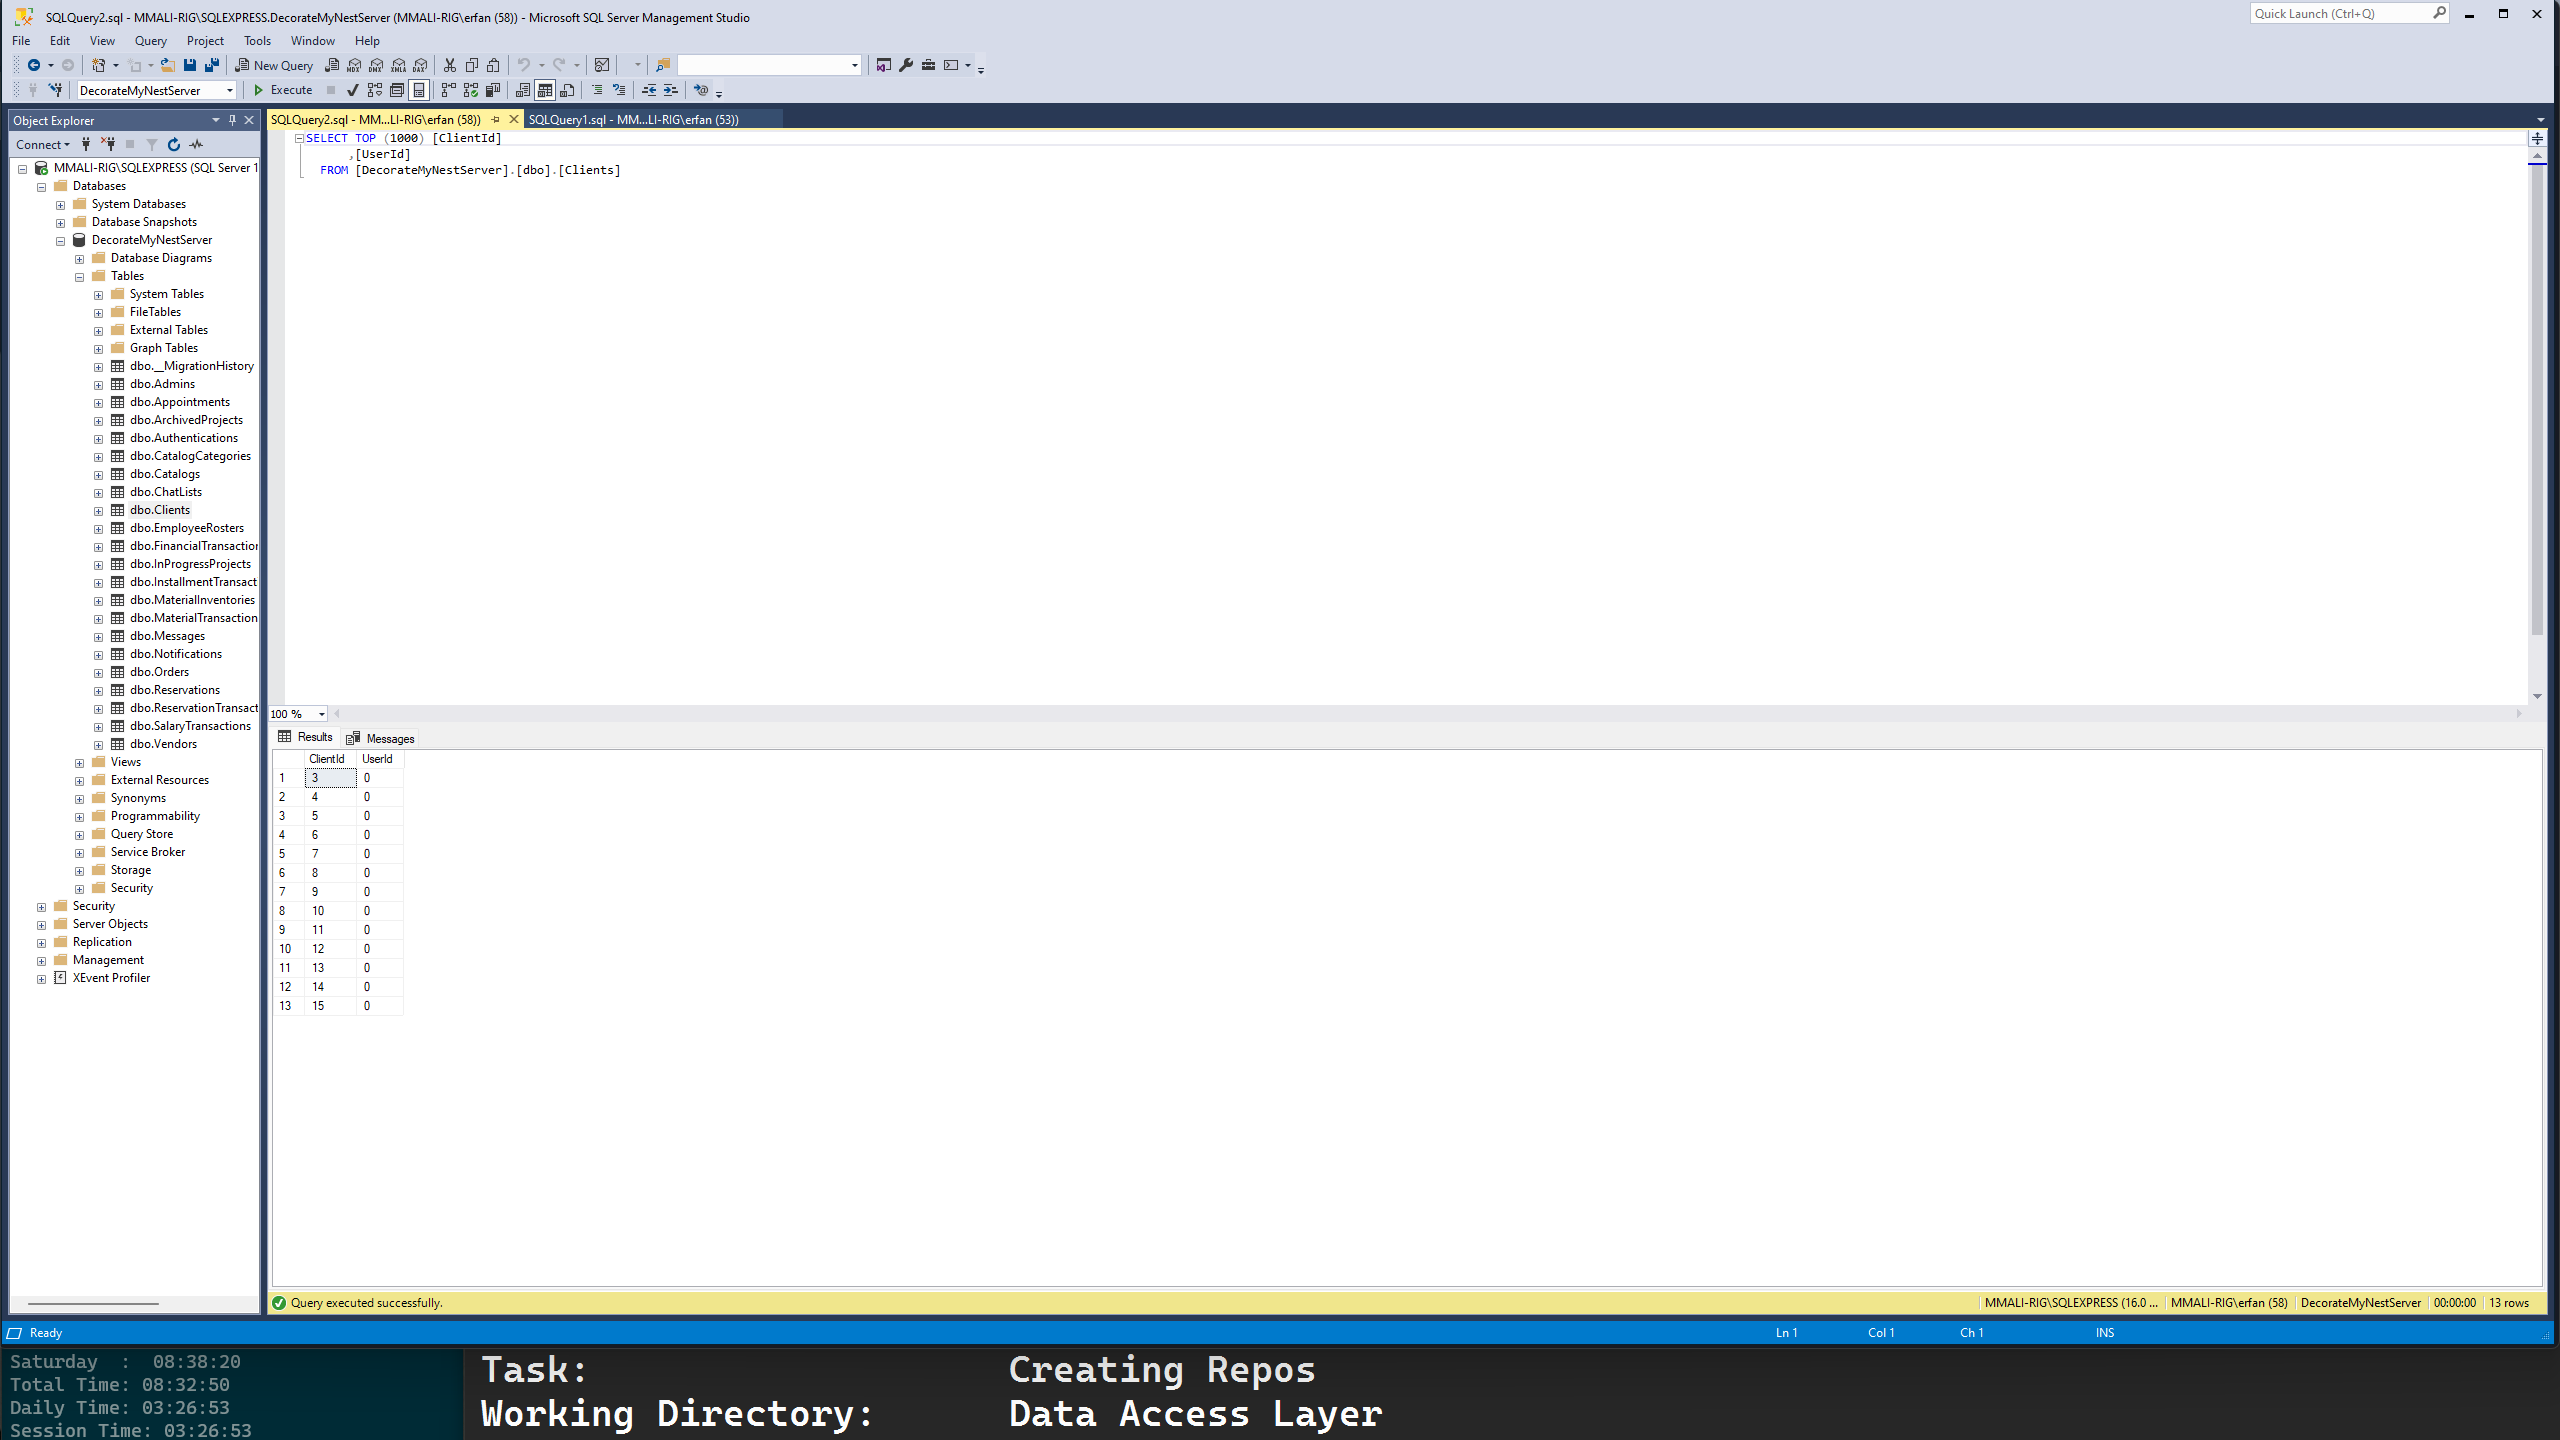 SQLQuery2.sql - MMALI-RIG\SQLEXPRESS.DecorateMyNestServer (MMALI-RIG\erfan (58)) - Microsoft SQL Server Management Studio
Quick Launch (Ctrl+Q)
File Edit View Query Project Tools Window Help
New Query MDX DMX XMLA DAX
DecorateMyNestServer Execute
Object Explorer
Connect
MMALI-RIG\SQLEXPRESS (SQL Server 1
Databases
System Databases
Database Snapshots
DecorateMyNestServer
Database Diagrams
Tables
System Tables
FileTables
External Tables
Graph Tables
dbo.__MigrationHistory
dbo.Admins
dbo.Appointments
dbo.ArchivedProjects
dbo.Authentications
dbo.CatalogCategories
dbo.Catalogs
dbo.ChatLists
dbo.Clients
dbo.EmployeeRosters
dbo.FinancialTransaction
dbo.InProgressProjects
dbo.InstallmentTransact
dbo.MaterialInventories
dbo.MaterialTransaction
dbo.Messages
dbo.Notifications
dbo.Orders
dbo.Reservations
dbo.ReservationTransact
dbo.SalaryTransactions
dbo.Vendors
Views
External Resources
Synonyms
Programmability
Query Store
Service Broker
Storage
Security
Security
Server Objects
Replication
Management
XEvent Profiler
SQLQuery2.sql - MM...LI-RIG\erfan (58)) SQLQuery1.sql - MM...LI-RIG\erfan (53))
SELECT TOP (1000) [ClientId]
,[UserId]
FROM [DecorateMyNestServer].[dbo].[Clients]
100 %
Results Messages
ClientId UserId
1 3 0
2 4 0
3 5 0
4 6 0
5 7 0
6 8 0
7 9 0
8 10 0
9 11 0
10 12 0
11 13 0
12 14 0
13 15 0
Query executed successfully. MMALI-RIG\SQLEXPRESS (16.0 ... MMALI-RIG\erfan (58) DecorateMyNestServer 00:00:00 13 rows
Ready Ln 1 Col 1 Ch 1 INS
Saturday : 08:38:20
Total Time: 08:32:50
Daily Time: 03:26:53
Session Time: 03:26:53
Task: Creating Repos
Working Directory: Data Access Layer